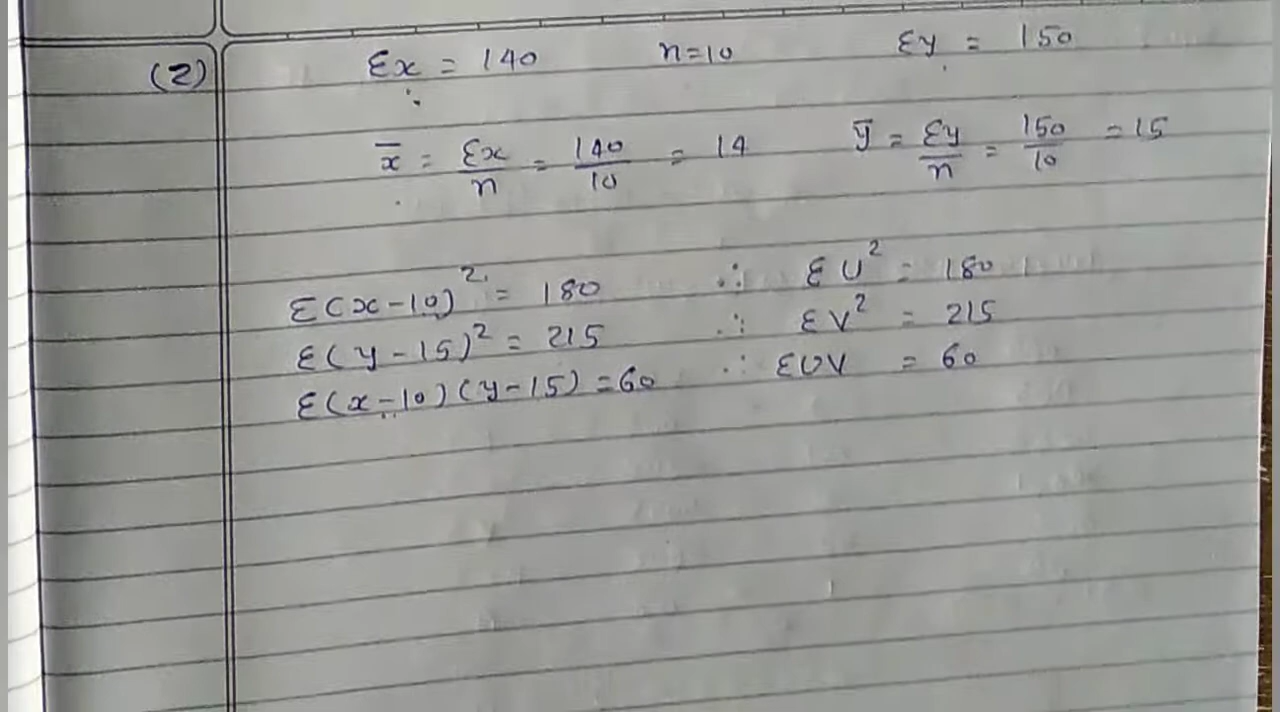 (2) Σx = 140 n=10 Σy = 150
∴
x̄ = Σx/n = 140/10 = 14 ȳ = Σy/n = 150/10 = 15
Σ(x-10)² = 180 ∴ ΣU² = 180
Σ(y-15)² = 215 ∴ ΣV² = 215
Σ(x-10)(y-15) = 60 ∴ ΣUV = 60